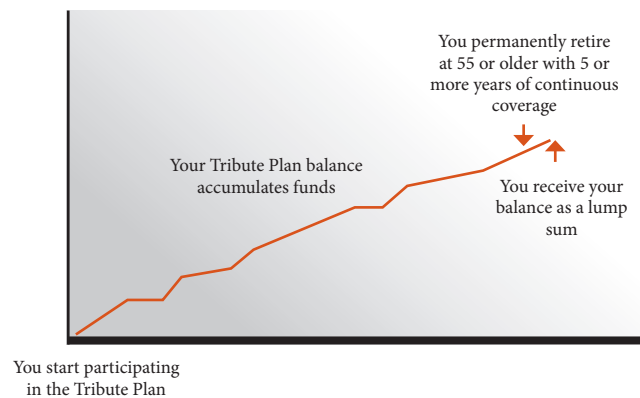 You permanently retire
at 55 or older with 5 or
more years of continuous
coverage
Your Tribute Plan balance
accumulates funds
You receive your
balance as a lump
sum
You start participating
in the Tribute Plan